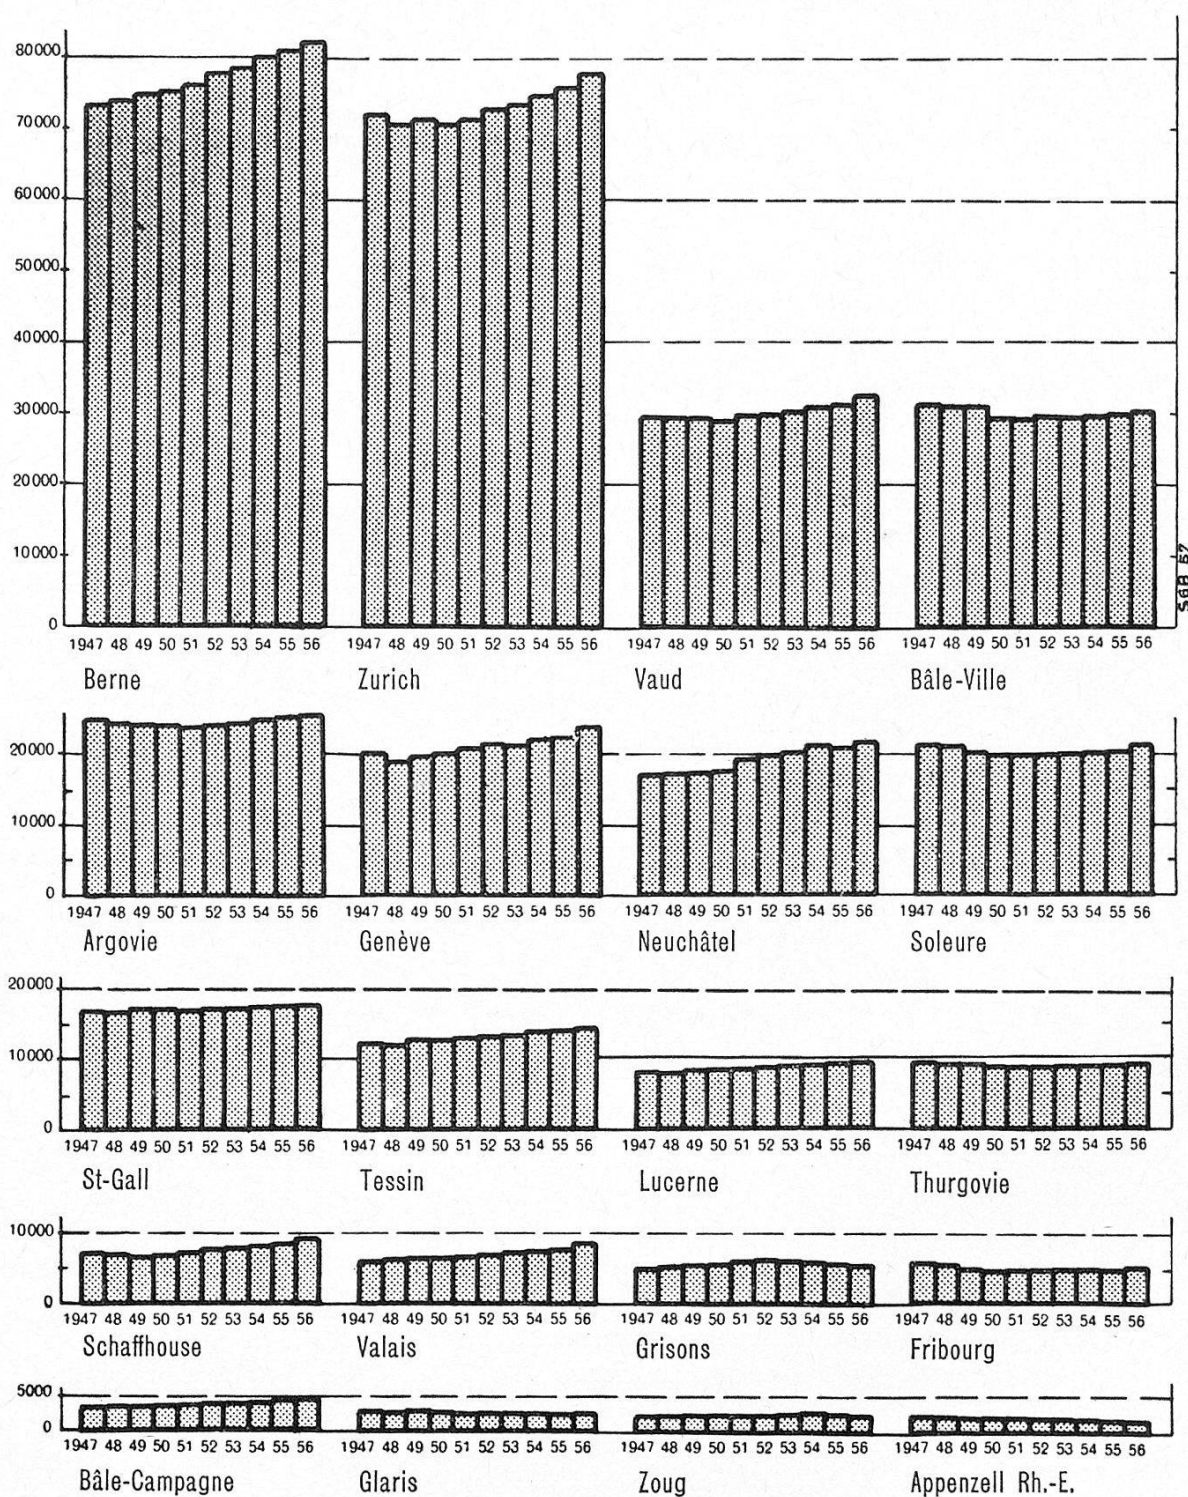 80000
70000
60000
50000
40000
30000
20000
10000
0
1947 48 49 50 51 52 53 54 55 56
1947 48 49 50 51 52 53 54 55 56
1947 48 49 50 51 52 53 54 55 56
1947 48 49 50 51 52 53 54 55 56
Berne
Zurich
Vaud
Bâle-Ville
SGB 57
20000
10000
0
1947 48 49 50 51 52 53 54 55 56
1947 48 49 50 51 52 53 54 55 56
1947 48 49 50 51 52 53 54 55 56
1947 48 49 50 51 52 53 54 55 56
Argovie
Genève
Neuchâtel
Soleure
20000
10000
0
1947 48 49 50 51 52 53 54 55 56
1947 48 49 50 51 52 53 54 55 56
1947 48 49 50 51 52 53 54 55 56
1947 48 49 50 51 52 53 54 55 56
St-Gall
Tessin
Lucerne
Thurgovie
10000
0
1947 48 49 50 51 52 53 54 55 56
1947 48 49 50 51 52 53 54 55 56
1947 48 49 50 51 52 53 54 55 56
1947 48 49 50 51 52 53 54 55 56
Schaffhouse
Valais
Grisons
Fribourg
5000
0
1947 48 49 50 51 52 53 54 55 56
1947 48 49 50 51 52 53 54 55 56
1947 48 49 50 51 52 53 54 55 56
1947 48 49 50 51 52 53 54 55 56
Bâle-Campagne
Glaris
Zoug
Appenzell Rh.-E.